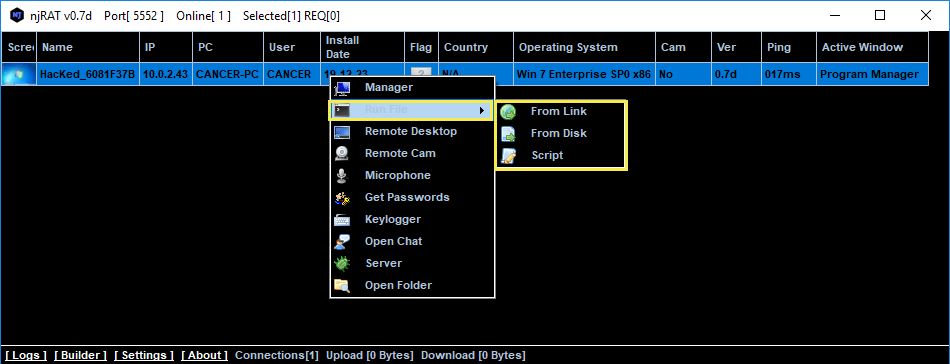 njRAT v0.7d Port[ 5552 ] Online[ 1 ] Selected[1] REQ[0]
Name IP PC User Install Date Flag Country Operating System Cam Ver Ping Active Window
HacKed_6081F37B 10.0.2.43 CANCER-PC CANCER N/A Win 7 Enterprise SP0 x86 No 0.7d 017ms Program Manager
Manager
Run File
From Link
Remote Desktop
From Disk
Remote Cam
Script
Microphone
Get Passwords
Keylogger
Open Chat
Server
Open Folder
[ Logs ] [ Builder ] [ Settings ] [ About ] Connections[1] Upload [0 Bytes] Download [0 Bytes]